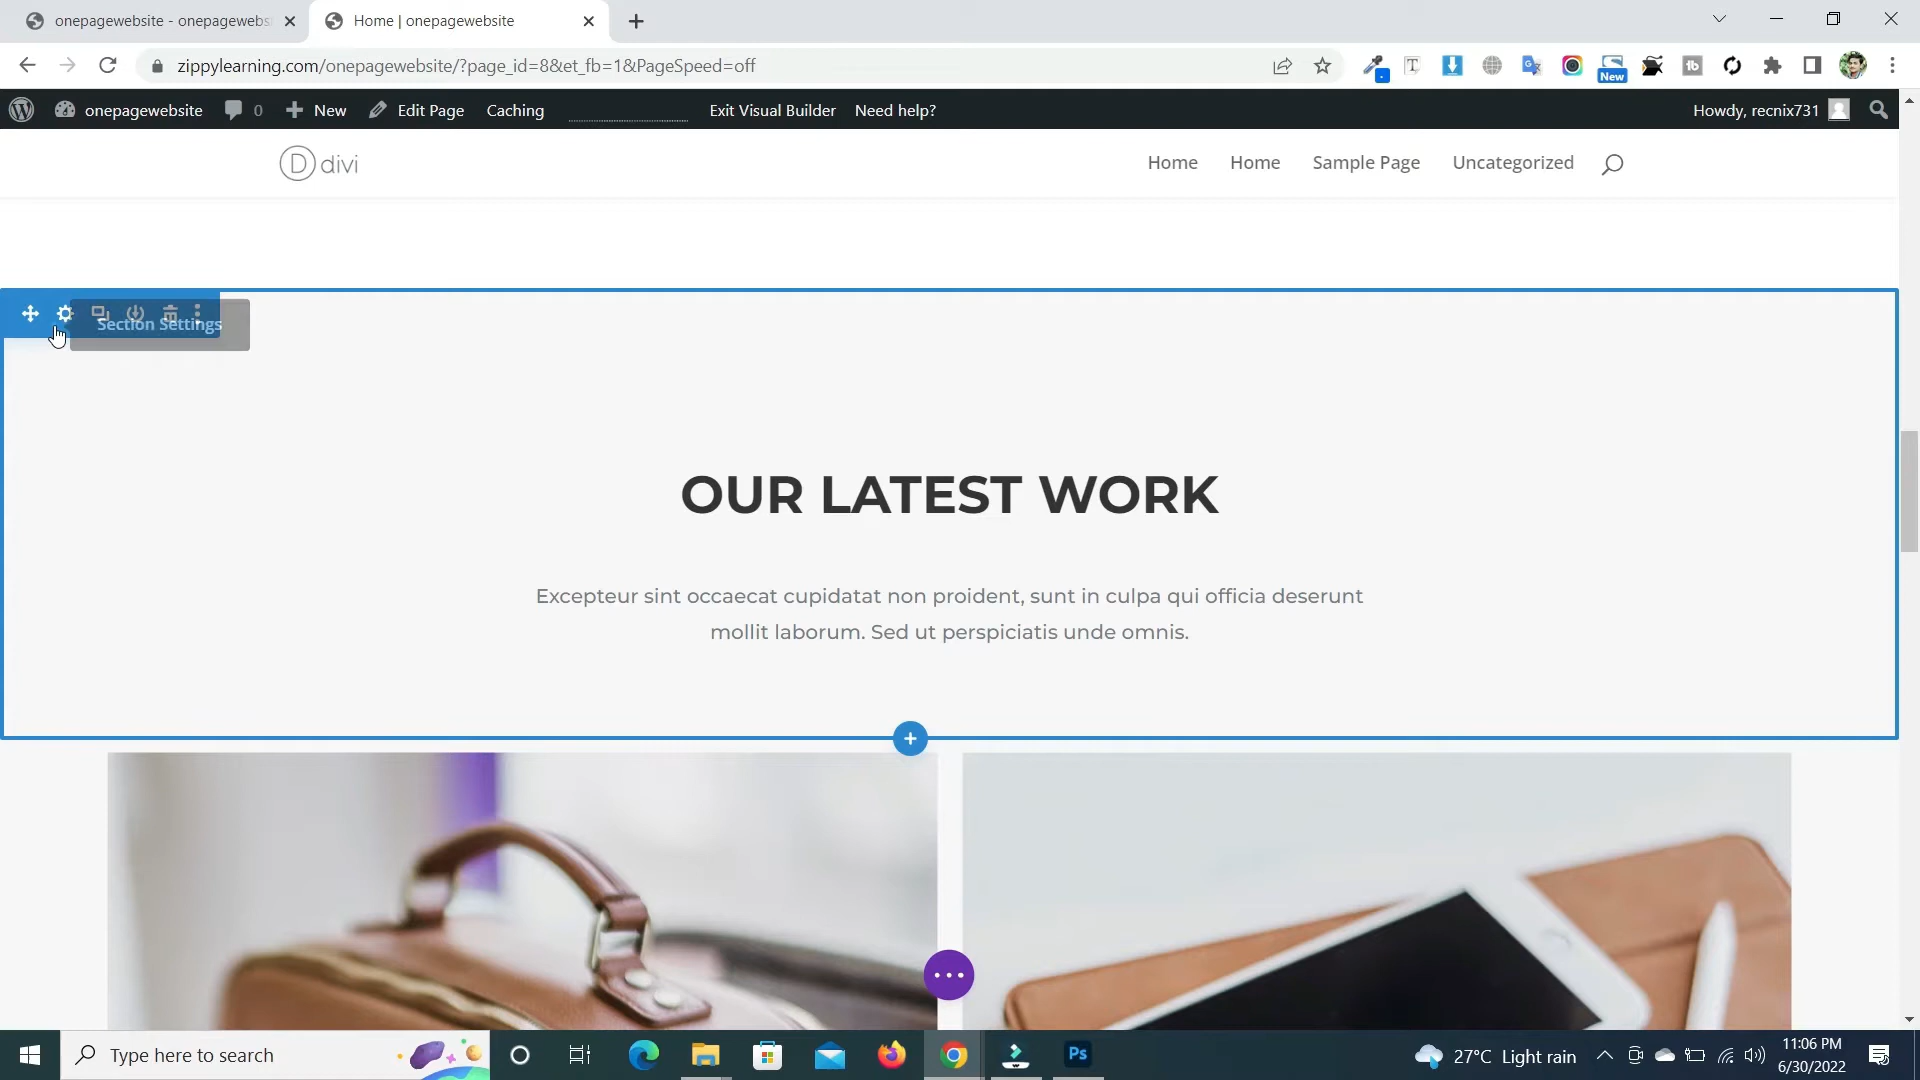 onepagewebsite - onepagewebs
Home | onepagewebsite
zippylearning.com/onepagewebsite/?page_id=8&et_fb=1&PageSpeed=off
New
onepagewebsite
0
New
Edit Page
Caching
Exit Visual Builder
Need help?
Howdy, recnix731
D divi
Home
Home
Sample Page
Uncategorized
Section Settings
OUR LATEST WORK
Excepteur sint occaecat cupidatat non proident, sunt in culpa qui officia deserunt
mollit laborum. Sed ut perspiciatis unde omnis.
Type here to search
Ps
27°C Light rain
11:06 PM
6/30/2022